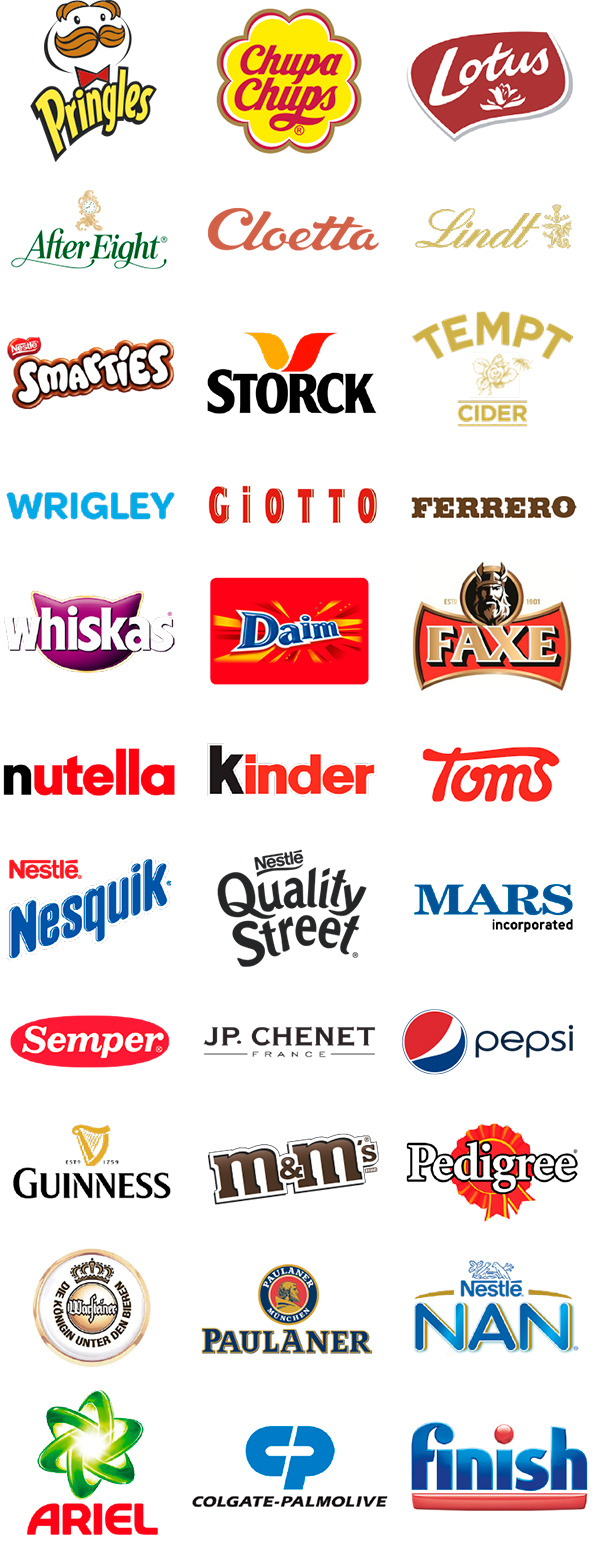 Pringles
Chupa
Chups
®
Lotus
After Eight®
Cloetta
Lindt
Nestlé
SMARTIES
STORCK
TEMPT
CIDER
WRIGLEY
GiOTTO
FERRERO
whiskas®
Daim
ESTD 1901
FAXE
nutella
kinder
Toms
Nestlé®
Nesquik
Nestlé
Quality
Street®
MARS
incorporated
Semper®
JP. CHENET
FRANCE
pepsi
ESTD 1759
GUINNESS
m&m's®
Pedigree®
DIE KÖNIGIN UNTER DEN BIEREN
Warsteiner
PAULANER
MÜNCHEN
PAULANER
Nestlé
NAN®
ARIEL
CP
COLGATE-PALMOLIVE
finish